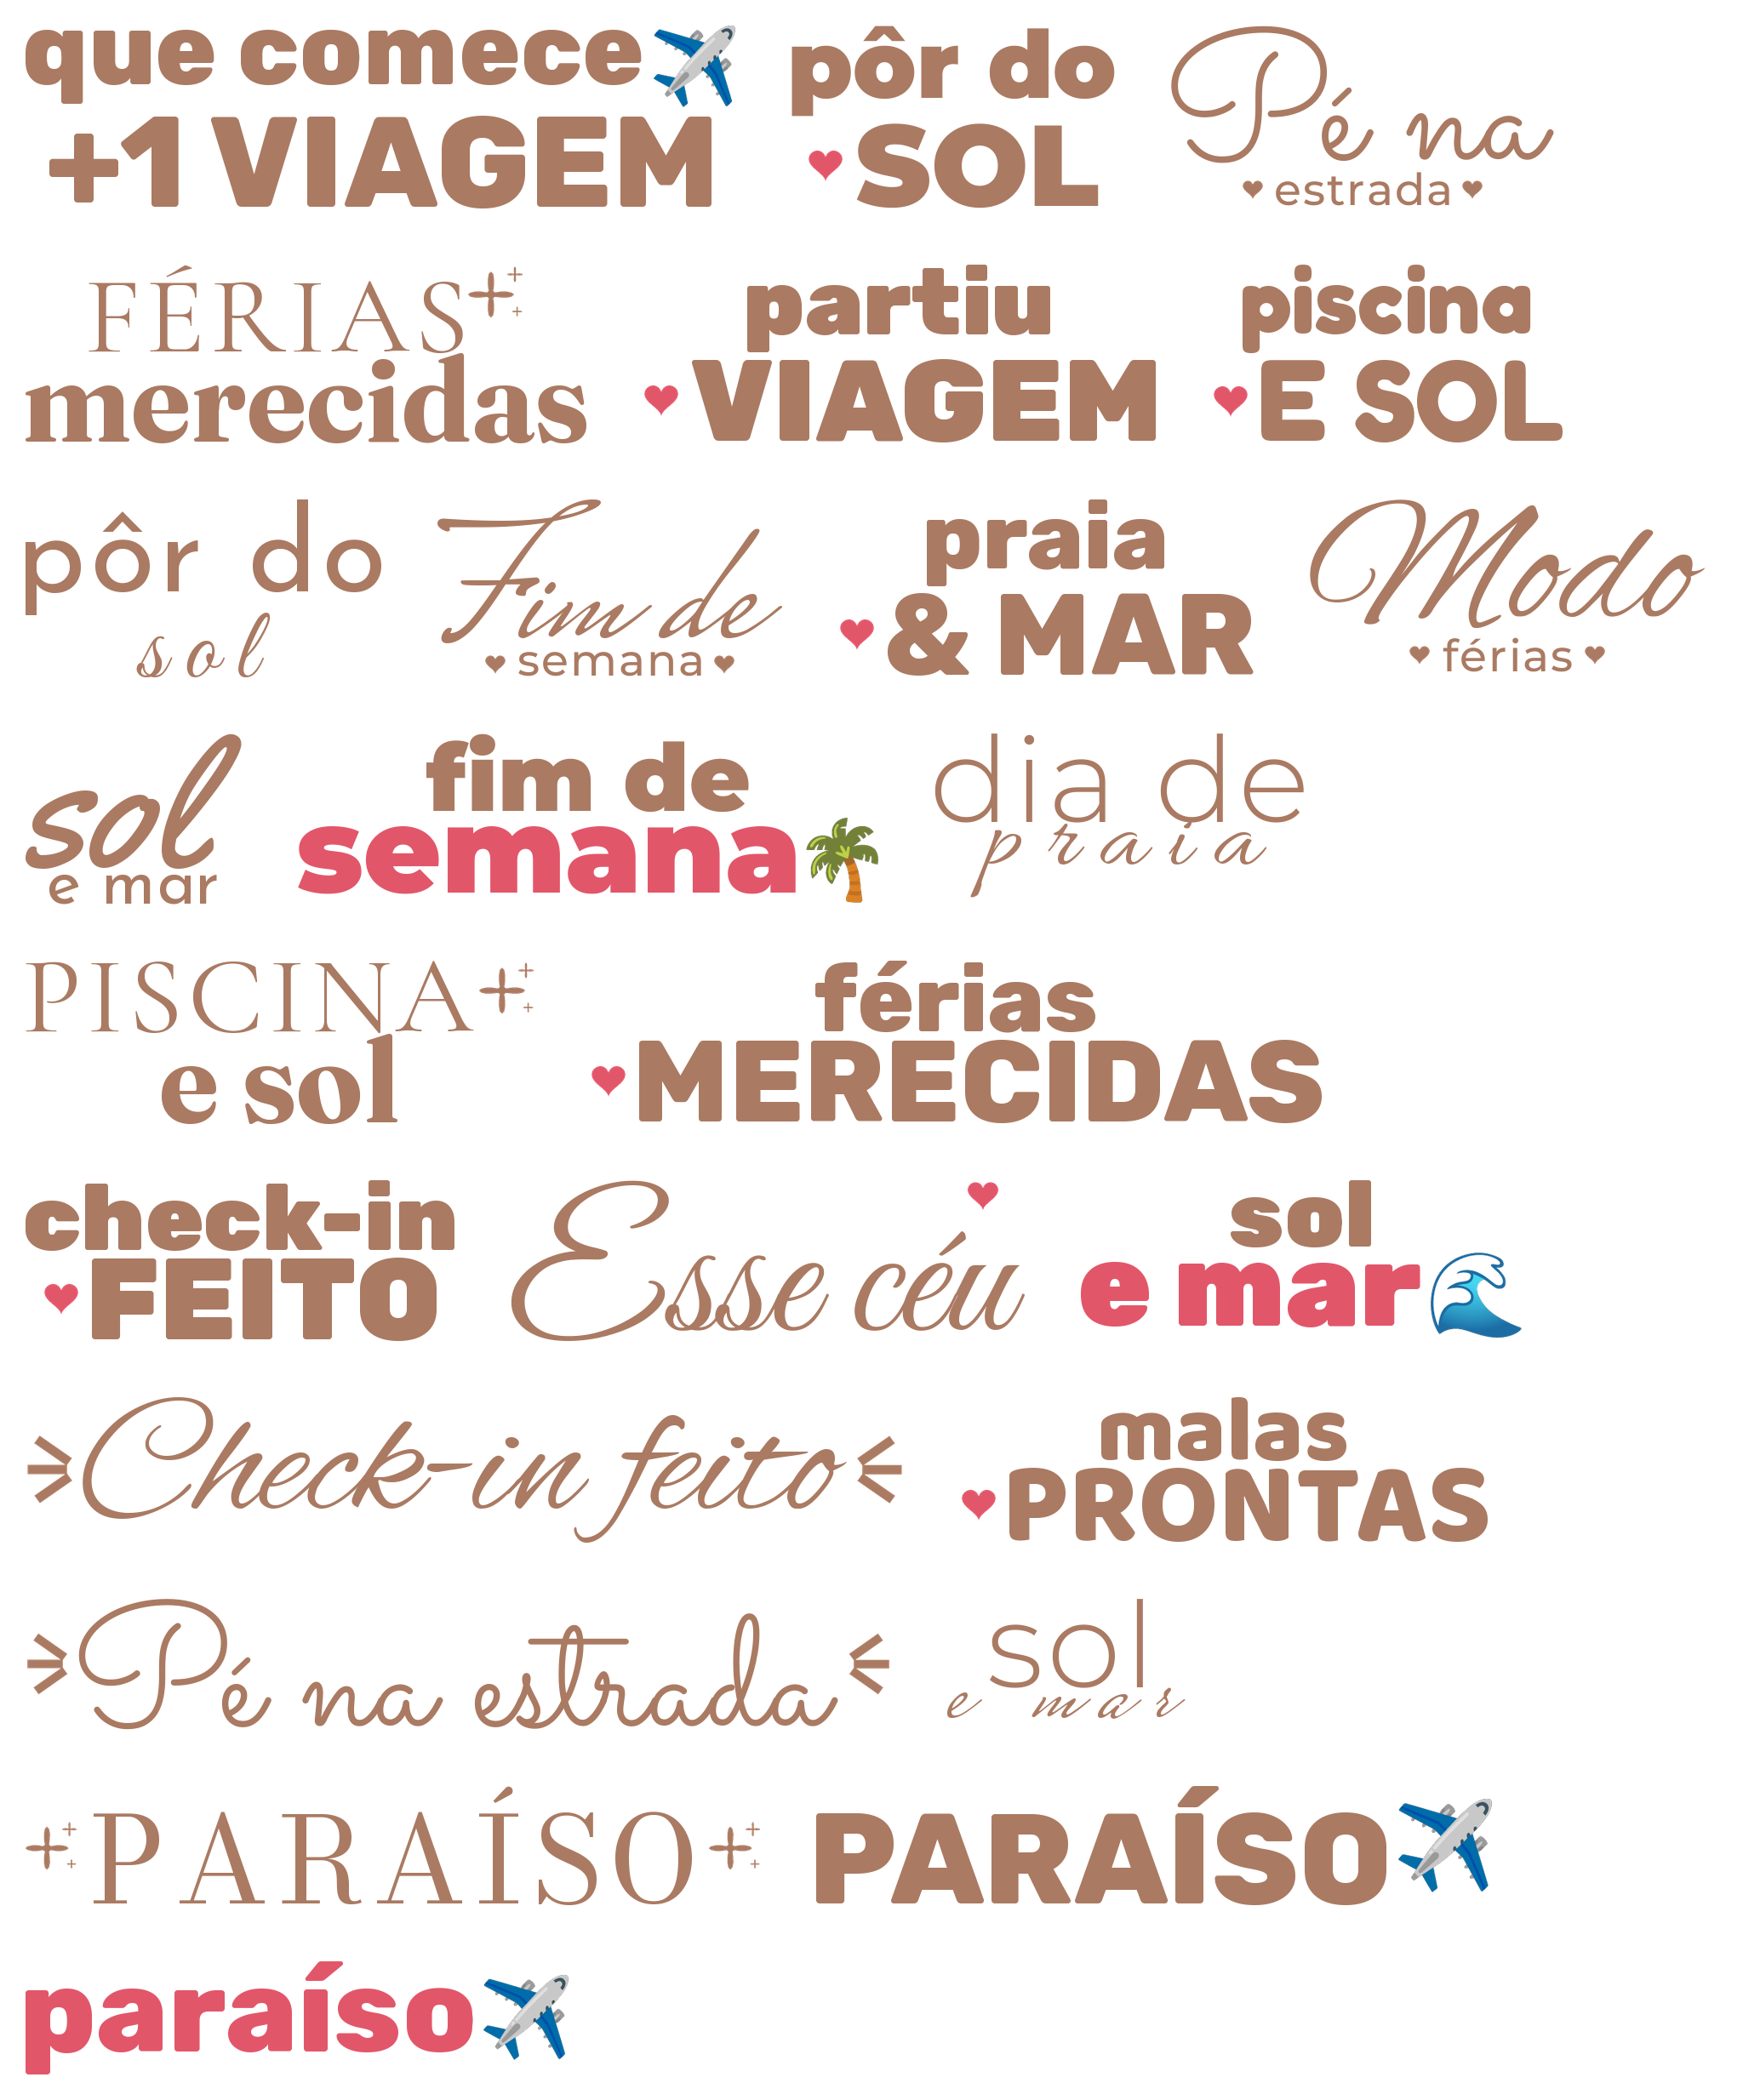 que comece✈️
+1 VIAGEM
pôr do
SOL
Pé na
estrada
FÉRIAS
merecidas
partiu
VIAGEM
piscina
E SOL
pôr do
sol
Fim de
semana
praia
& MAR
Modo
férias
sol
e mar
fim de
semana🌴
dia de
praia
PISCINA
e sol
férias
MERECIDAS
check-in
FEITO
Esse céu
sol
e mar🌊
Check-in feito
malas
PRONTAS
Pé na estrada
sol
e mar
PARAÍSO
PARAÍSO✈️
paraíso✈️